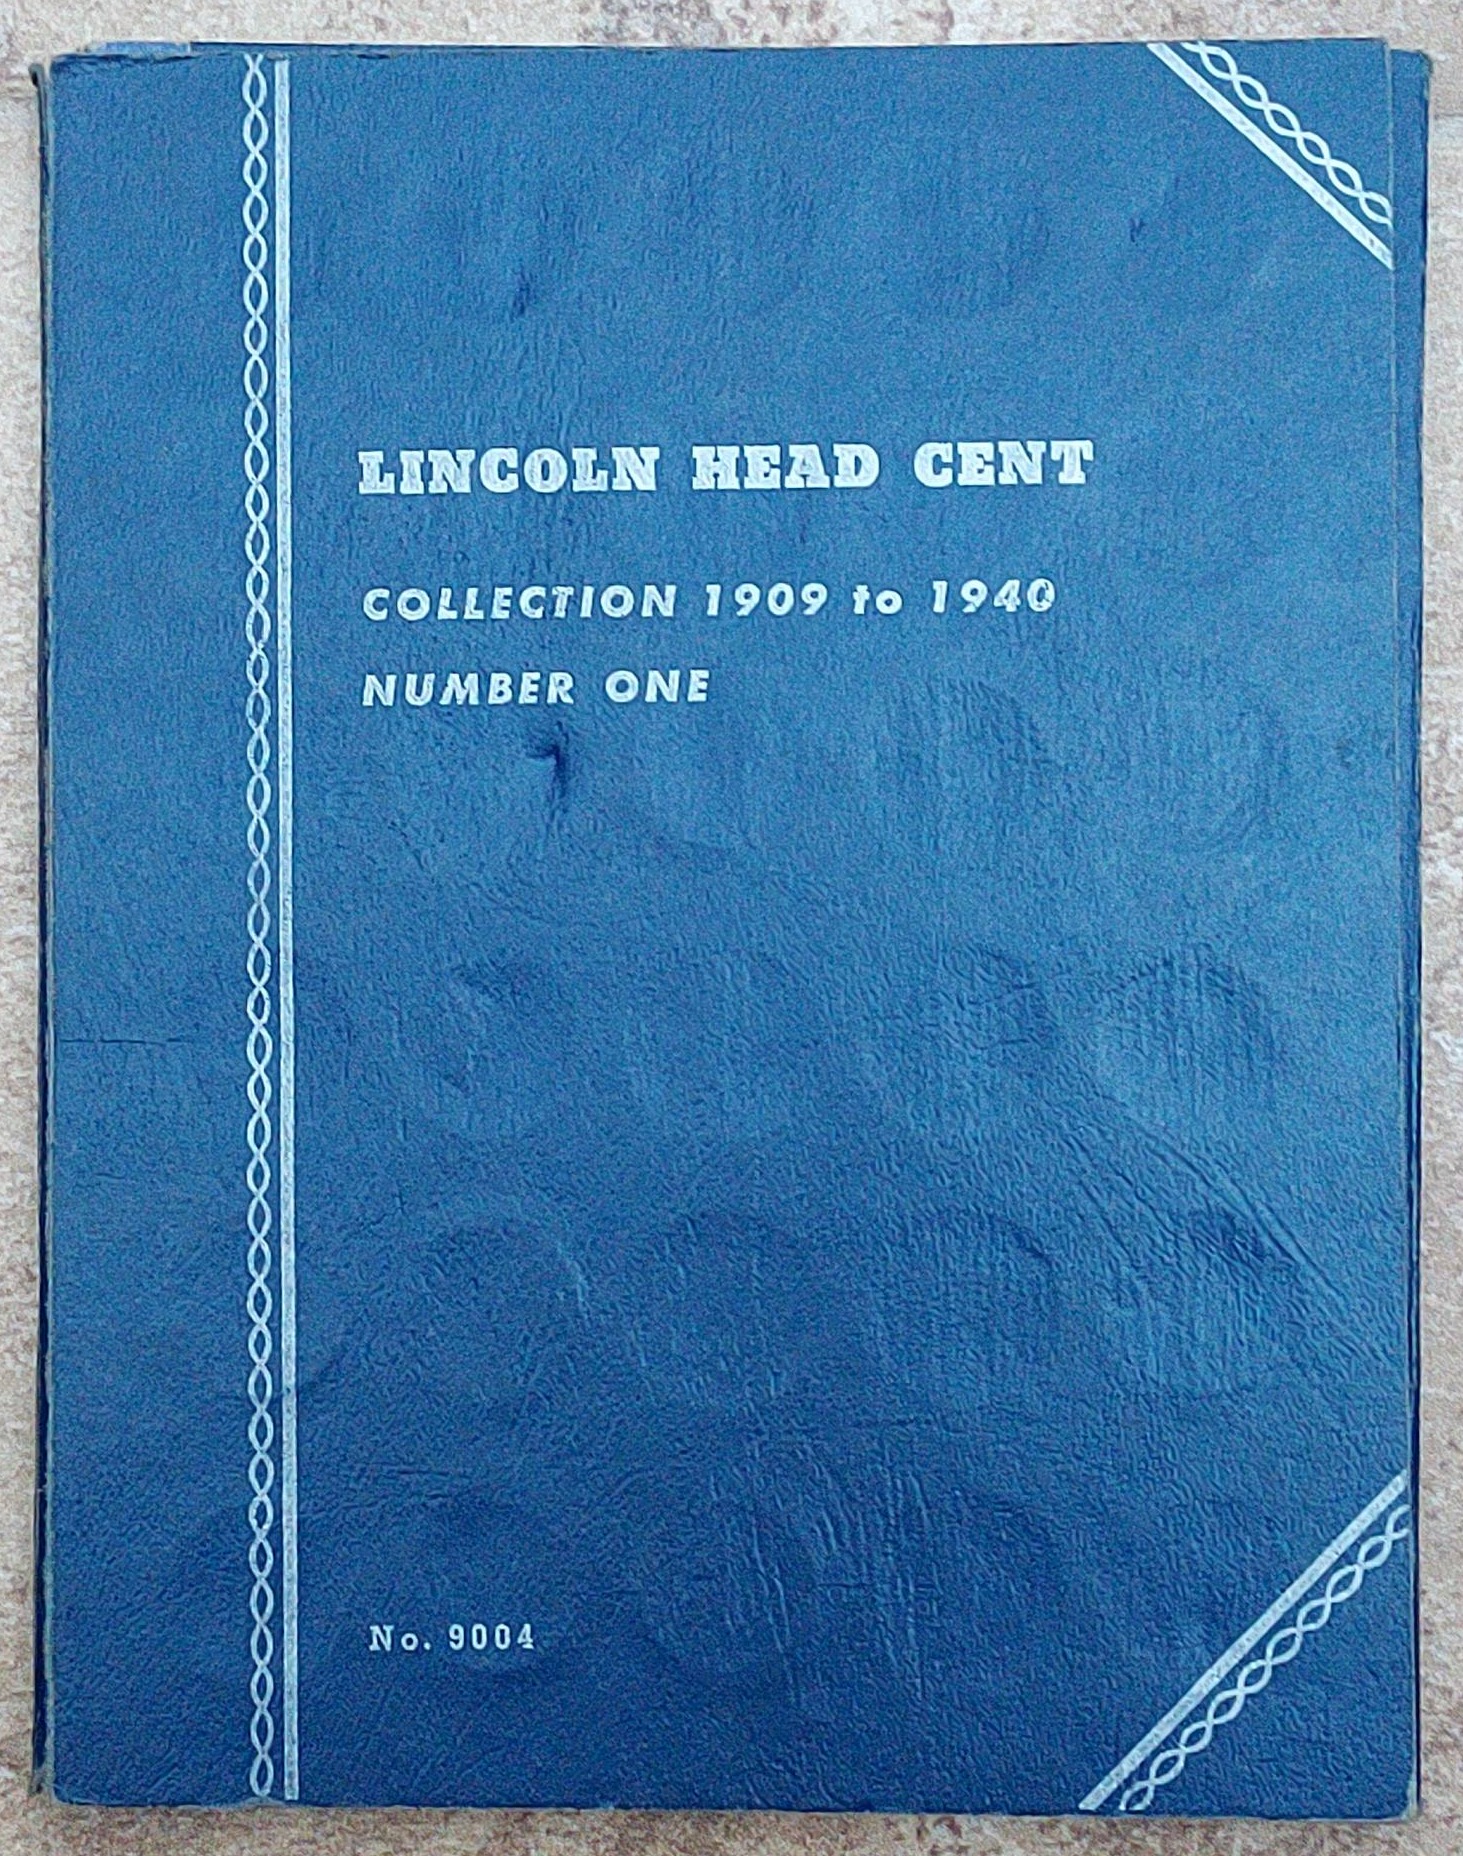 LINCOLN HEAD CENT
COLLECTION 1909 to 1940
NUMBER ONE
No. 9004